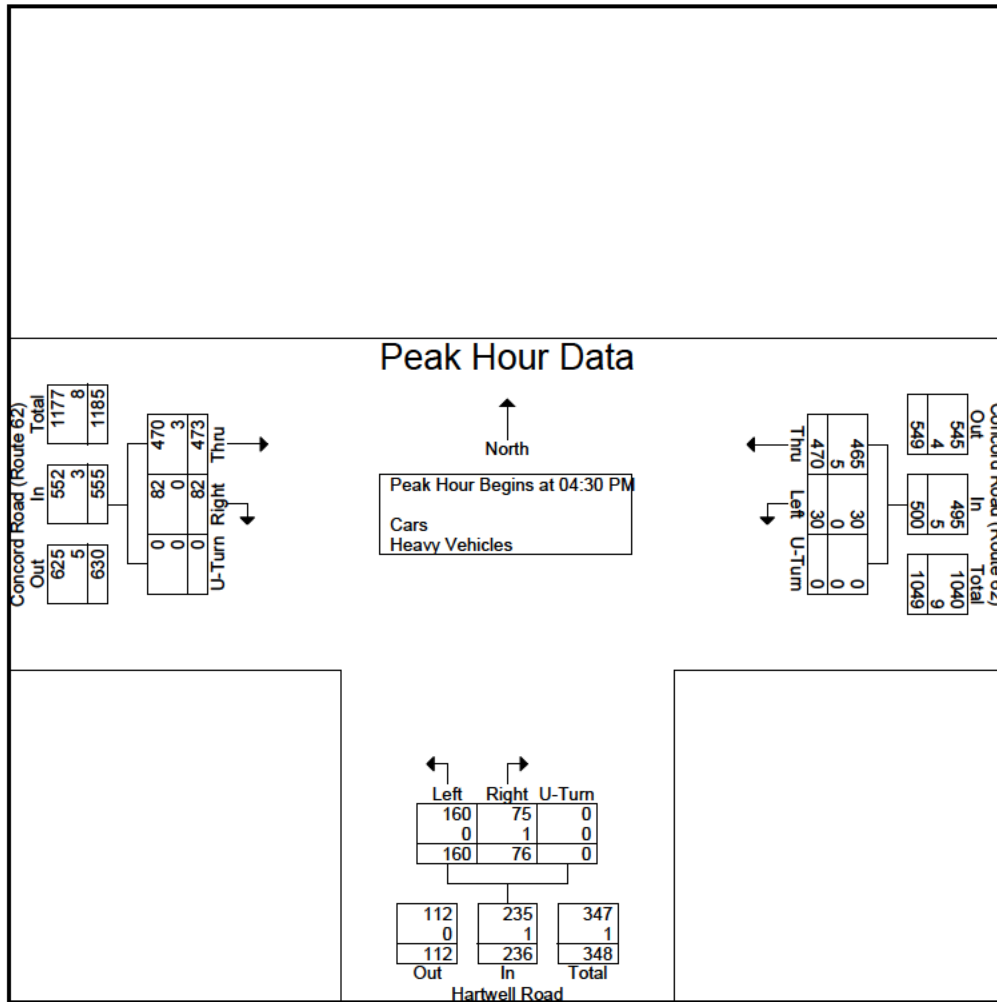 Peak Hour Data
North
Peak Hour Begins at 04:30 PM
Cars
Heavy Vehicles
Concord Road (Route 62)
Out In Total
625 552 1177
5 3 8
630 555 1185
U-Turn Right Thru
0 82 470
0 0 3
0 82 473
Concord Road (Route 62)
Out In Total
545 495 1040
4 5 9
549 500 1049
Thru Left U-Turn
465 30 0
5 0 0
470 30 0
Left Right U-Turn
160 75 0
0 1 0
160 76 0
112 235 347
0 1 1
112 236 348
Out In Total
Hartwell Road